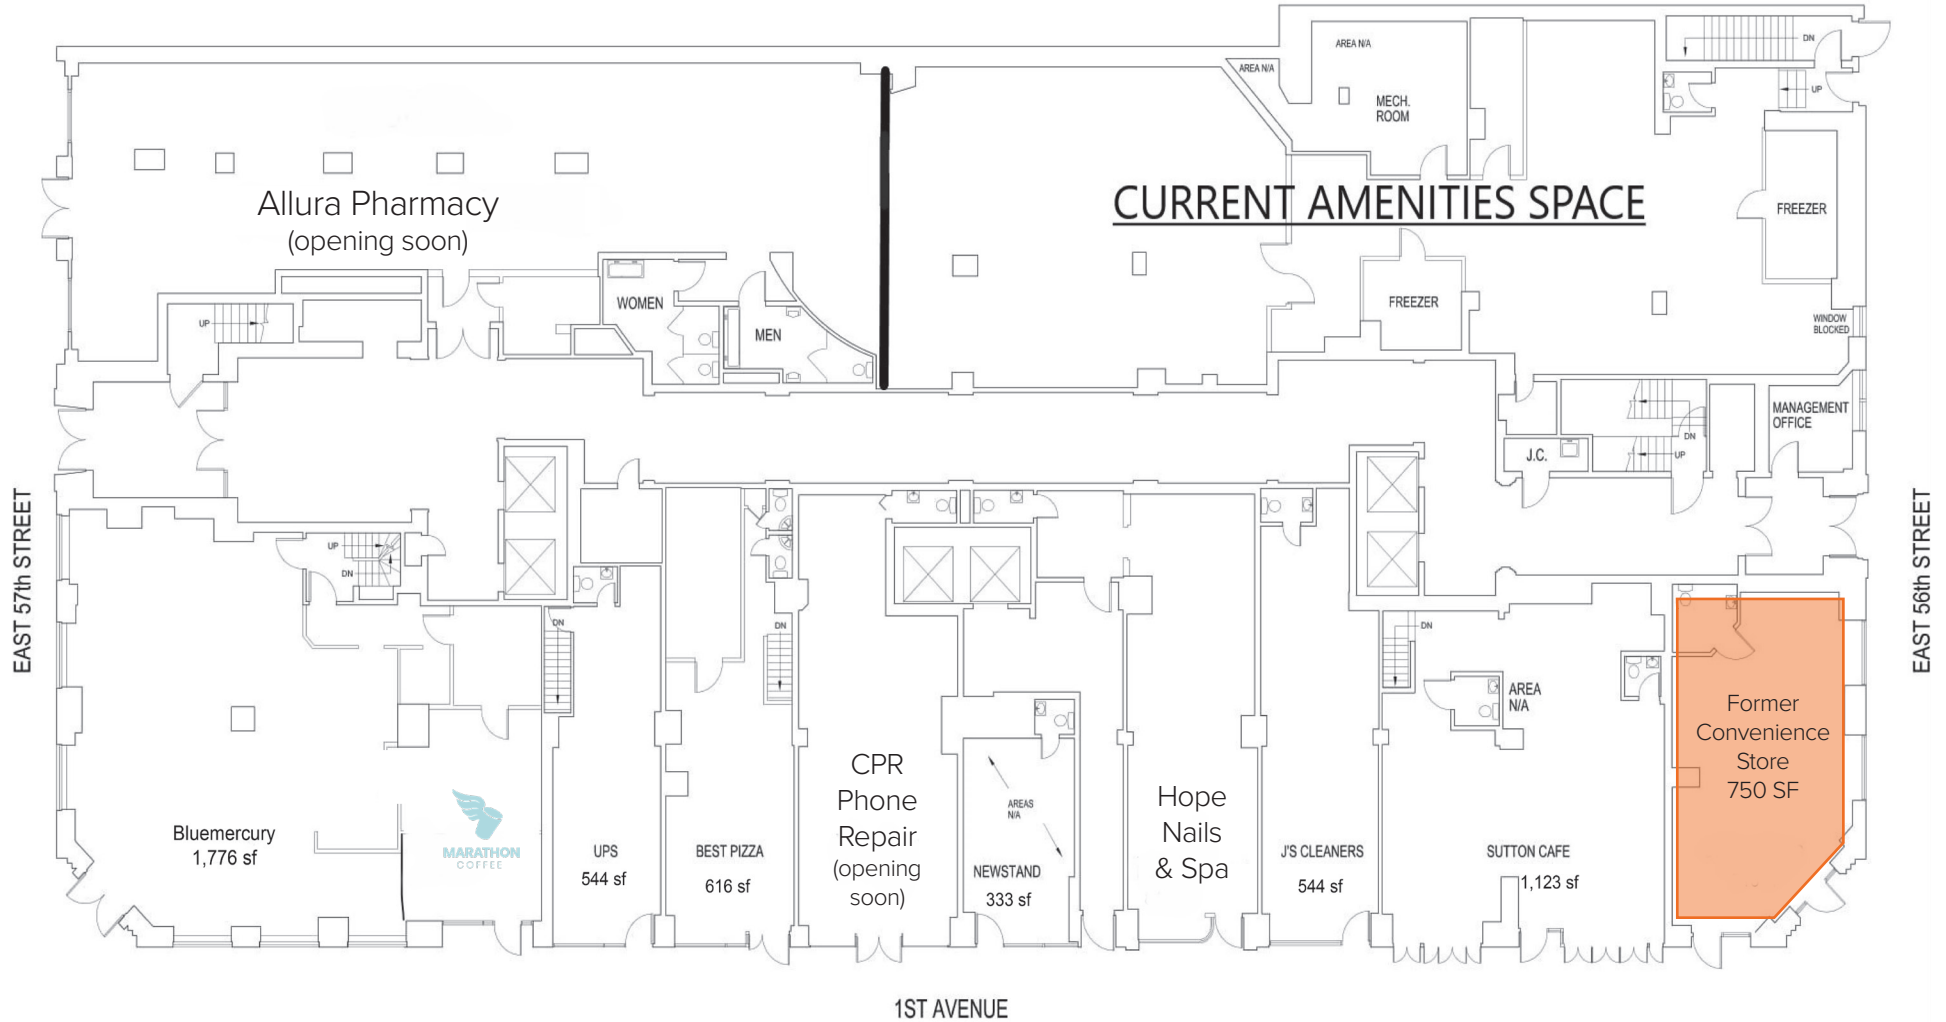 AREA N/A
DN
AREA N/A
UP
MECH.
ROOM
Allura Pharmacy
(opening soon)
CURRENT AMENITIES SPACE
FREEZER
FREEZER
WOMEN
MEN
UP
WINDOW
BLOCKED
MANAGEMENT
OFFICE
DN
UP
J.C.
EAST 57th STREET
EAST 56th STREET
UP
DN
DN
DN
DN
AREA
N/A
Former
Convenience
Store
750 SF
CPR
Phone
Repair
(opening
soon)
AREAS
N/A
Hope
Nails
& Spa
Bluemercury
1,776 sf
MARATHON
COFFEE
UPS
544 sf
BEST PIZZA
616 sf
NEWSTAND
333 sf
J'S CLEANERS
544 sf
SUTTON CAFE
1,123 sf
1ST AVENUE